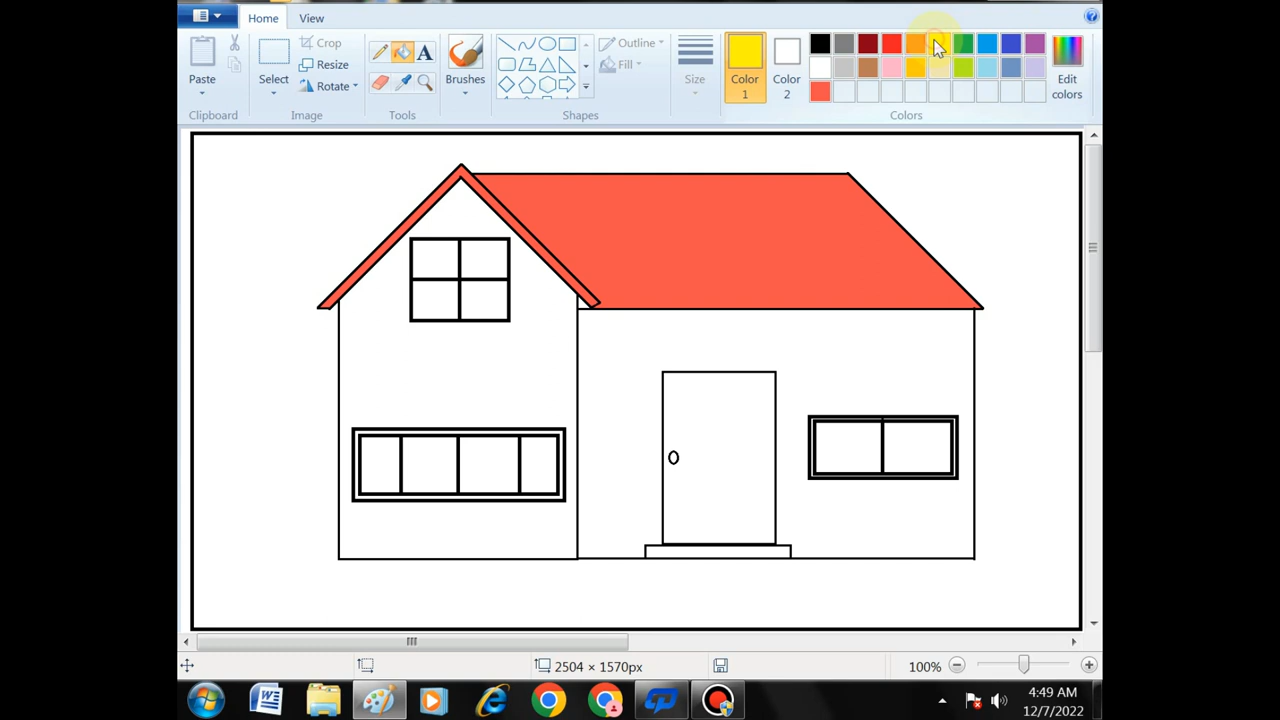 Home View
Paste
Clipboard
Select
Crop
Resize
Rotate
Image
A
Tools
Brushes
Outline
Fill
Shapes
Size
Color 1
Color 2
Edit colors
Colors
2504 × 1570px
100%
W
4:49 AM
12/7/2022